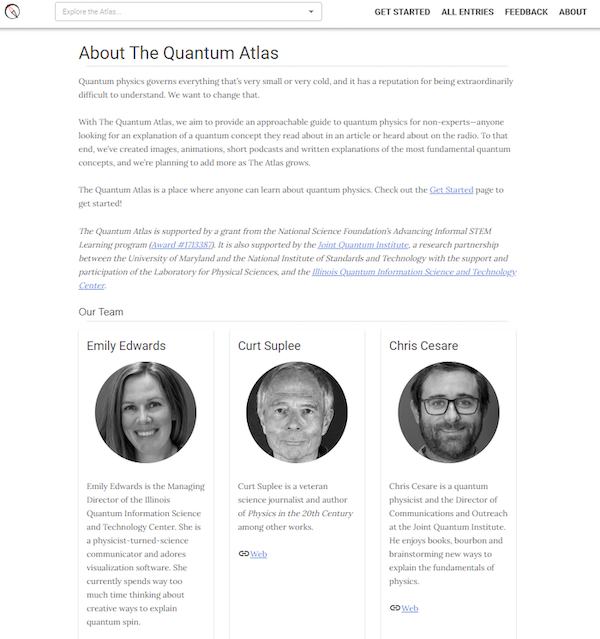 Explore the Atlas...
GET STARTED ALL ENTRIES FEEDBACK ABOUT
About The Quantum Atlas
Quantum physics governs everything that's very small or very cold, and it has a reputation for being extraordinarily
difficult to understand. We want to change that.
With The Quantum Atlas, we aim to provide an approachable guide to quantum physics for non-experts—anyone
looking for an explanation of a quantum concept they read about in an article or heard about on the radio. To that
end, we've created images, animations, short podcasts and written explanations of the most fundamental quantum
concepts, and we're planning to add more as The Atlas grows.
The Quantum Atlas is a place where anyone can learn about quantum physics. Check out the Get Started page to
get started!
The Quantum Atlas is supported by a grant from the National Science Foundation's Advancing Informal STEM
Learning program (Award #1713387). It is also supported by the Joint Quantum Institute, a research partnership
between the University of Maryland and the National Institute of Standards and Technology with the support and
participation of the Laboratory for Physical Sciences, and the Illinois Quantum Information Science and Technology
Center.
Our Team
Emily Edwards
Emily Edwards is the Managing
Director of the Illinois
Quantum Information Science
and Technology Center. She is
a physicist-turned-science
communicator and adores
visualization software. She
currently spends way too
much time thinking about
creative ways to explain
quantum spin.
Curt Suplee
Curt Suplee is a veteran
science journalist and author
of Physics in the 20th Century
among other works.
Web
Chris Cesare
Chris Cesare is a quantum
physicist and the Director of
Communications and Outreach
at the Joint Quantum Institute.
He enjoys books, bourbon and
brainstorming new ways to
explain the fundamentals of
physics.
Web